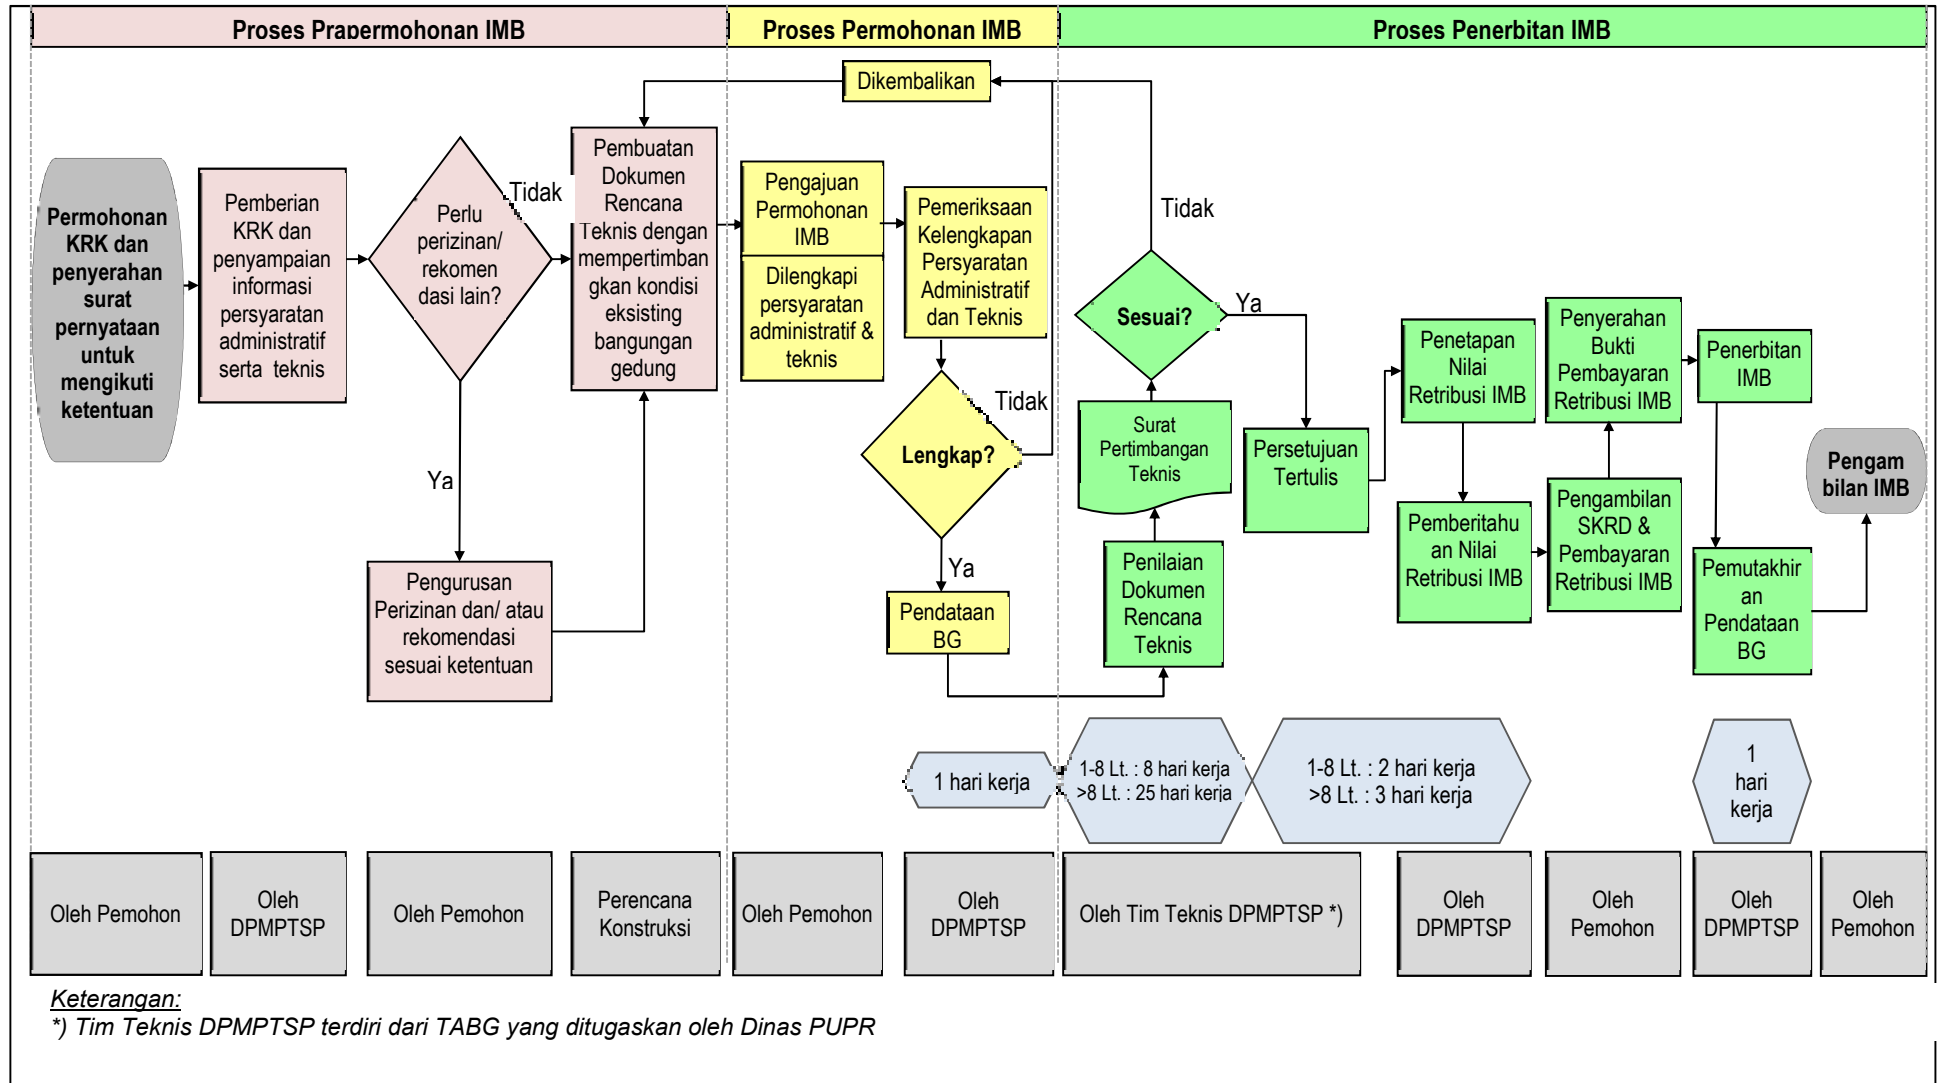 Proses Prapermohonan IMB
Proses Permohonan IMB
Proses Penerbitan IMB
Dikembalikan
Permohonan
KRK dan
penyerahan
surat
pernyataan
untuk
mengikuti
ketentuan
Pemberian
KRK dan
penyampaian
informasi
persyaratan
administratif
serta teknis
Perlu
perizinan/
rekomen
dasi lain?
Tidak
Ya
Pengurusan
Perizinan dan/ atau
rekomendasi
sesuai ketentuan
Pembuatan
Dokumen
Rencana
Teknis dengan
mempertimban
gkan kondisi
eksisting
bangungan
gedung
Pengajuan
Permohonan
IMB
Dilengkapi
persyaratan
administratif &
teknis
Pemeriksaan
Kelengkapan
Persyaratan
Administratif
dan Teknis
Lengkap?
Tidak
Ya
Pendataan
BG
Penilaian
Dokumen
Rencana
Teknis
Surat
Pertimbangan
Teknis
Sesuai?
Tidak
Ya
Persetujuan
Tertulis
Penetapan
Nilai
Retribusi IMB
Pemberitahu
an Nilai
Retribusi IMB
Pengambilan
SKRD &
Pembayaran
Retribusi IMB
Penyerahan
Bukti
Pembayaran
Retribusi IMB
Penerbitan
IMB
Pemutakhir
an
Pendataan
BG
Pengam
bilan IMB
1 hari kerja
1-8 Lt. : 8 hari kerja
>8 Lt. : 25 hari kerja
1-8 Lt. : 2 hari kerja
>8 Lt. : 3 hari kerja
1
hari
kerja
Oleh Pemohon
Oleh
DPMPTSP
Oleh Pemohon
Perencana
Konstruksi
Oleh Pemohon
Oleh
DPMPTSP
Oleh Tim Teknis DPMPTSP *)
Oleh
DPMPTSP
Oleh
Pemohon
Oleh
DPMPTSP
Oleh
Pemohon
Keterangan:
*) Tim Teknis DPMPTSP terdiri dari TABG yang ditugaskan oleh Dinas PUPR